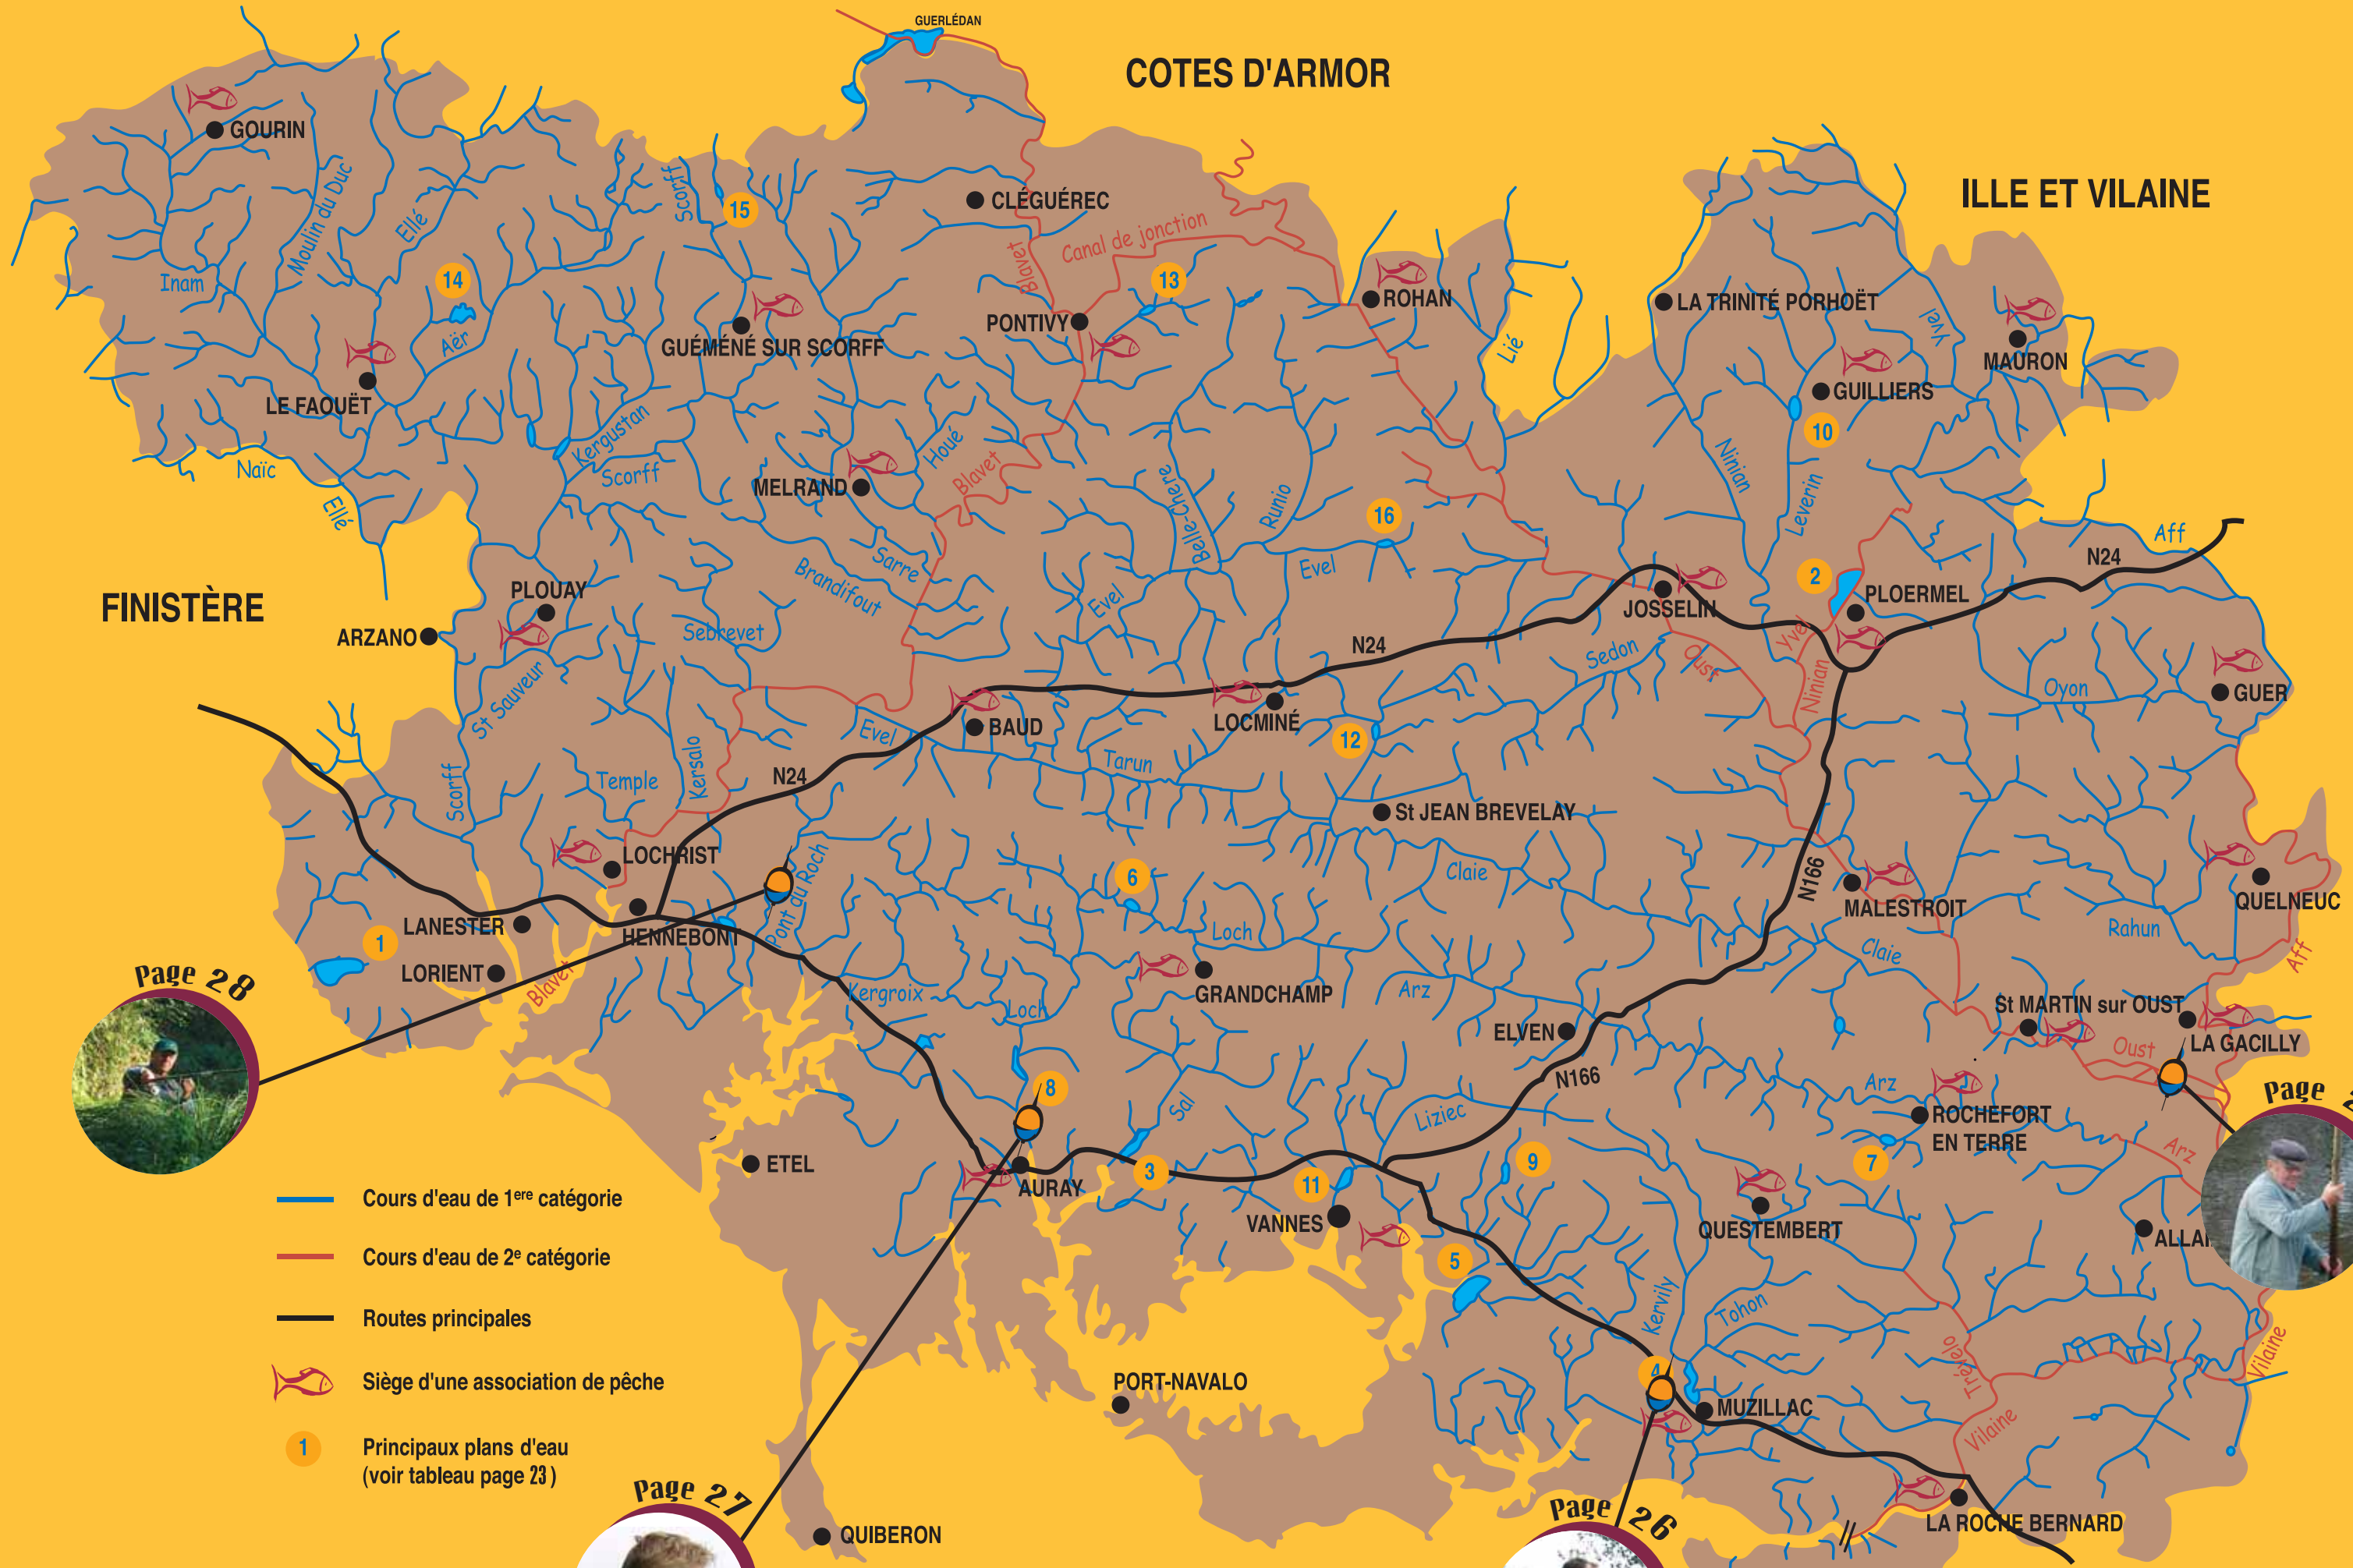 GUERLÉDAN
COTES D'ARMOR
ILLE ET VILAINE
FINISTÈRE
GOURIN
Moulin du Duc
Ellé
Inam
14
Aër
LE FAOUËT
Naïc
Ellé
Scorff
15
CLÉGUÉREC
Blavet
Canal de jonction
13
PONTIVY
GUÉMÉNÉ SUR SCORFF
Kergustan
Scorff
MELRAND
Houé
Blavet
Sarre
Brandifout
Belle-Chère
Runio
16
Evel
Evel
ROHAN
Lié
LA TRINITÉ PORHOËT
Yvel
MAURON
GUILLIERS
10
Ninian
Leverin
Aff
N24
2
PLOERMEL
JOSSELIN
Yvel
Oust
Ninian
Sedon
N24
Oyon
GUER
PLOUAY
ARZANO
St Sauveur
Sebrevet
Scorff
Temple
Kersalo
N24
Evel
BAUD
Tarun
LOCMINÉ
12
St JEAN BREVELAY
Claie
LOCHRIST
Pont du Roch
LANESTER
HENNEBONT
1
LORIENT
Blavet
Kergroix
6
Loch
Loch
GRANDCHAMP
Arz
N166
MALESTROIT
Claie
QUELNEUC
Rahun
Aff
St MARTIN sur OUST
LA GACILLY
Oust
ELVEN
N166
Arz
ROCHEFORT
EN TERRE
7
Arz
Page 28
8
Sal
Liziec
3
11
9
ETEL
AURAY
VANNES
5
QUESTEMBERT
Kervily
Tohon
4
MUZILLAC
Trévelo
Vilaine
Vilaine
LA ROCHE BERNARD
PORT-NAVALO
QUIBERON
Page
Page 27
Page 26
Cours d'eau de 1ere catégorie
Cours d'eau de 2e catégorie
Routes principales
Siège d'une association de pêche
1
Principaux plans d'eau
(voir tableau page 23)